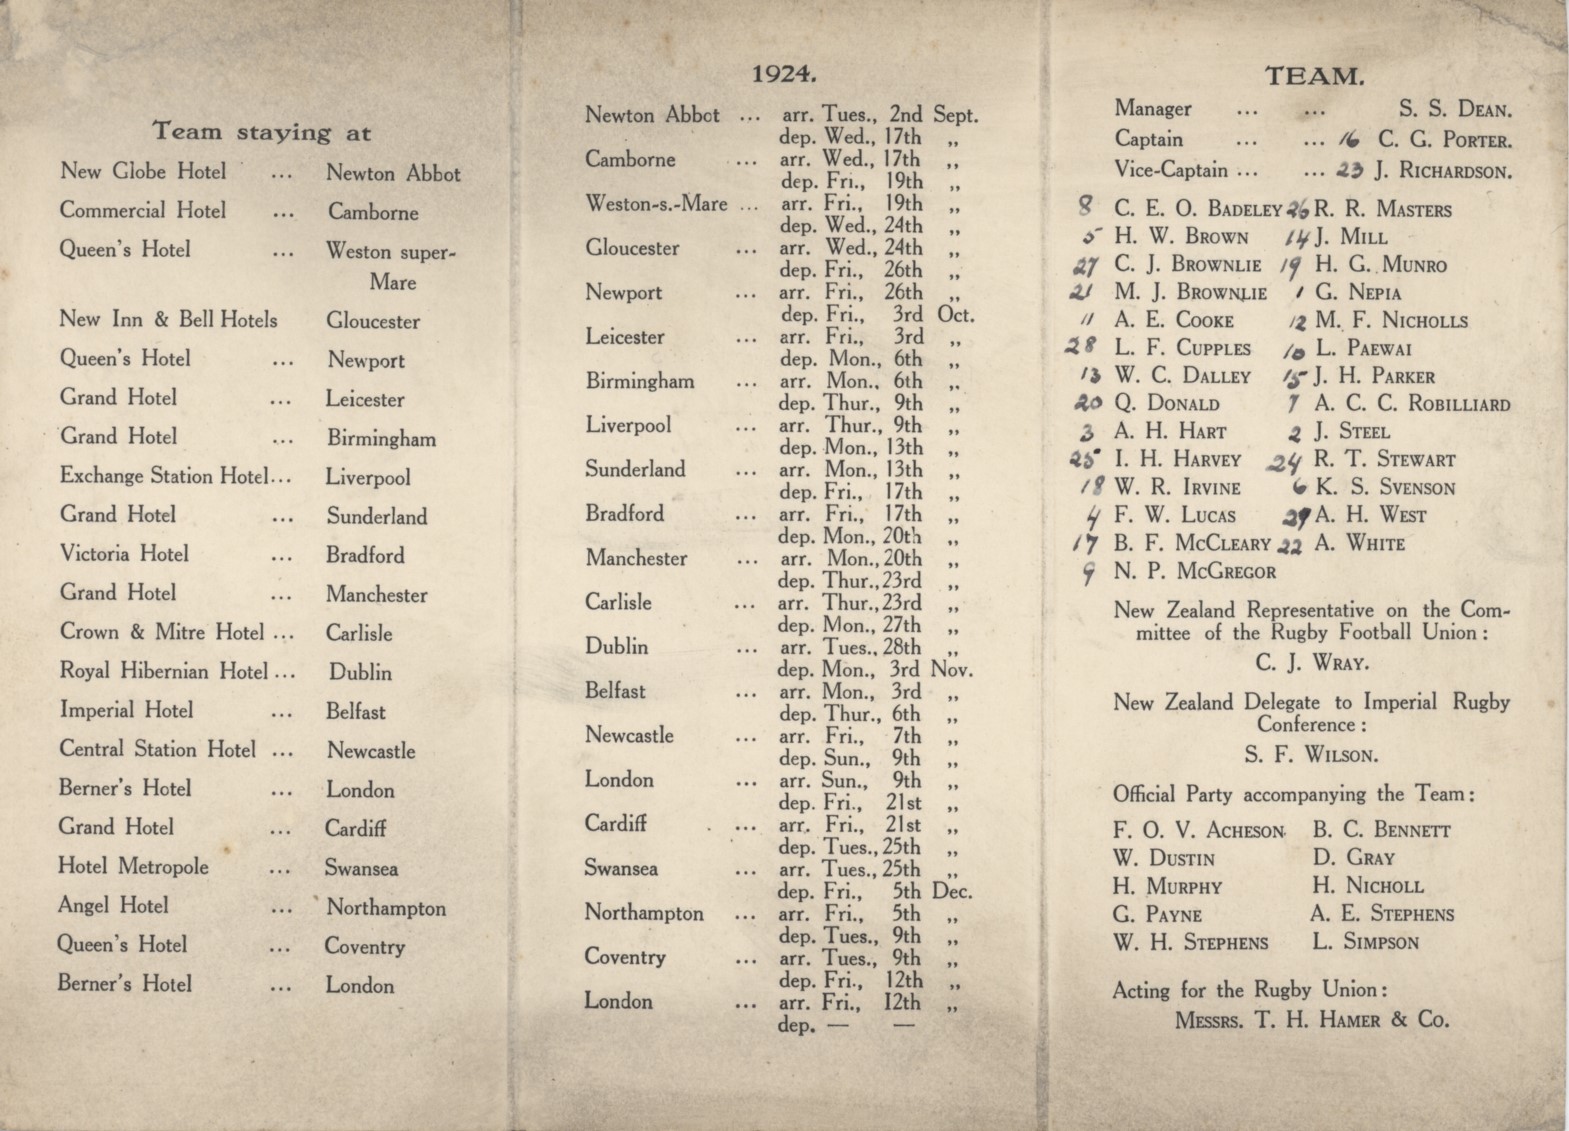 Team staying at
New Globe Hotel ... Newton Abbot
Commercial Hotel ... Camborne
Queen's Hotel ... Weston super-
Mare
New Inn & Bell Hotels Gloucester
Queen's Hotel ... Newport
Grand Hotel ... Leicester
Grand Hotel ... Birmingham
Exchange Station Hotel... Liverpool
Grand Hotel ... Sunderland
Victoria Hotel ... Bradford
Grand Hotel ... Manchester
Crown & Mitre Hotel ... Carlisle
Royal Hibernian Hotel ... Dublin
Imperial Hotel ... Belfast
Central Station Hotel ... Newcastle
Berner's Hotel ... London
Grand Hotel ... Cardiff
Hotel Metropole ... Swansea
Angel Hotel ... Northampton
Queen's Hotel ... Coventry
Berner's Hotel ... London
1924.
Newton Abbot ... arr. Tues., 2nd Sept.
dep. Wed., 17th ,,
Camborne ... arr. Wed., 17th ,,
dep. Fri., 19th ,,
Weston-s.-Mare ... arr. Fri., 19th ,,
dep. Wed., 24th ,,
Gloucester ... arr. Wed., 24th ,,
dep. Fri., 26th ,,
Newport ... arr. Fri., 26th ,,
dep. Fri., 3rd Oct.
Leicester ... arr. Fri., 3rd ,,
dep. Mon., 6th ,,
Birmingham ... arr. Mon., 6th ,,
dep. Thur., 9th ,,
Liverpool ... arr. Thur., 9th ,,
dep. Mon., 13th ,,
Sunderland ... arr. Mon., 13th ,,
dep. Fri., 17th ,,
Bradford ... arr. Fri., 17th ,,
dep. Mon., 20th ,,
Manchester ... arr. Mon., 20th ,,
dep. Thur., 23rd ,,
Carlisle ... arr. Thur., 23rd ,,
dep. Mon., 27th ,,
Dublin ... arr. Tues., 28th ,,
dep. Mon., 3rd Nov.
Belfast ... arr. Mon., 3rd ,,
dep. Thur., 6th ,,
Newcastle ... arr. Fri., 7th ,,
dep. Sun., 9th ,,
London ... arr. Sun., 9th ,,
dep. Fri., 21st ,,
Cardiff ... arr. Fri., 21st ,,
dep. Tues., 25th ,,
Swansea ... arr. Tues., 25th ,,
dep. Fri., 5th Dec.
Northampton ... arr. Fri., 5th ,,
dep. Tues., 9th ,,
Coventry ... arr. Tues., 9th ,,
dep. Fri., 12th ,,
London ... arr. Fri., 12th ,,
dep. — —
TEAM.
Manager ... ... S. S. DEAN.
Captain ... ... 16 C. G. PORTER.
Vice-Captain ... ... 23 J. RICHARDSON.
8 C. E. O. BADELEY 26 R. R. MASTERS
5 H. W. BROWN 14 J. MILL
27 C. J. BROWNLIE 19 H. G. MUNRO
21 M. J. BROWNLIE 1 G. NEPIA
11 A. E. COOKE 12 M. F. NICHOLLS
28 L. F. CUPPLES 10 L. PAEWAI
13 W. C. DALLEY 15 J. H. PARKER
20 Q. DONALD 7 A. C. C. ROBILLIARD
3 A. H. HART 2 J. STEEL
25 I. H. HARVEY 24 R. T. STEWART
18 W. R. IRVINE 6 K. S. SVENSON
4 F. W. LUCAS 29 A. H. WEST
17 B. F. MCCLEARY 22 A. WHITE
9 N. P. MCGREGOR
New Zealand Representative on the Com-
mittee of the Rugby Football Union :
C. J. WRAY.
New Zealand Delegate to Imperial Rugby
Conference :
S. F. WILSON.
Official Party accompanying the Team :
F. O. V. ACHESON B. C. BENNETT
W. DUSTIN D. GRAY
H. MURPHY H. NICHOLL
G. PAYNE A. E. STEPHENS
W. H. STEPHENS L. SIMPSON
Acting for the Rugby Union :
MESSRS. T. H. HAMER & CO.